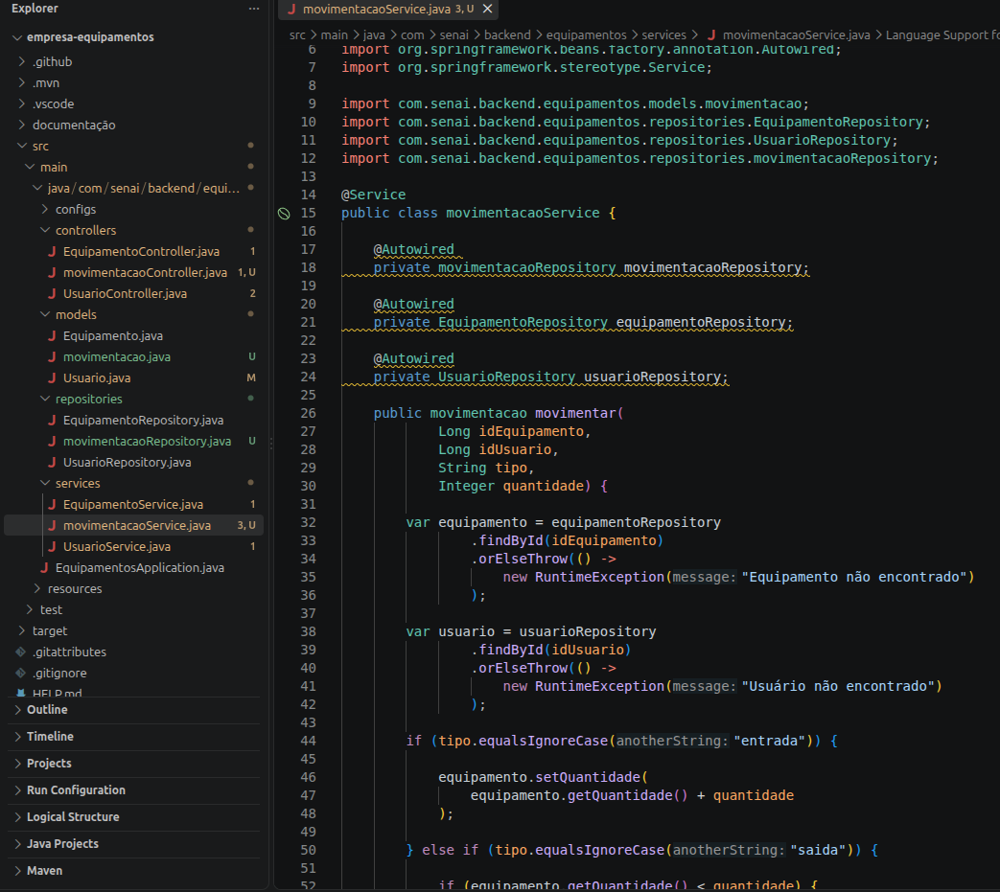 Explorer
empresa-equipamentos
.github
.mvn
.vscode
documentação
src
main
java/com/senai/backend/equi...
configs
controllers
EquipamentoController.java 1
movimentacaoController.java 1, U
UsuarioController.java 2
models
Equipamento.java
movimentacao.java U
Usuario.java M
repositories
EquipamentoRepository.java
movimentacaoRepository.java U
UsuarioRepository.java
services
EquipamentoService.java 1
movimentacaoService.java 3, U
UsuarioService.java 1
EquipamentosApplication.java
resources
test
target
.gitattributes
.gitignore
HELP.md
Outline
Timeline
Projects
Run Configuration
Logical Structure
Java Projects
Maven
movimentacaoService.java 3, U
src > main > java > com > senai > backend > equipamentos > services > movimentacaoService.java > Language Support fo
6 import org.springframework.beans.factory.annotation.Autowired;
7 import org.springframework.stereotype.Service;
8
9 import com.senai.backend.equipamentos.models.movimentacao;
10 import com.senai.backend.equipamentos.repositories.EquipamentoRepository;
11 import com.senai.backend.equipamentos.repositories.UsuarioRepository;
12 import com.senai.backend.equipamentos.repositories.movimentacaoRepository;
13
14 @Service
15 public class movimentacaoService {
16
17 @Autowired
18 private movimentacaoRepository movimentacaoRepository;
19
20 @Autowired
21 private EquipamentoRepository equipamentoRepository;
22
23 @Autowired
24 private UsuarioRepository usuarioRepository;
25
26 public movimentacao movimentar(
27 Long idEquipamento,
28 Long idUsuario,
29 String tipo,
30 Integer quantidade) {
31
32 var equipamento = equipamentoRepository
33 .findById(idEquipamento)
34 .orElseThrow(() ->
35 new RuntimeException(message: "Equipamento não encontrado")
36 );
37
38 var usuario = usuarioRepository
39 .findById(idUsuario)
40 .orElseThrow(() ->
41 new RuntimeException(message: "Usuário não encontrado")
42 );
43
44 if (tipo.equalsIgnoreCase(anotherString: "entrada")) {
45
46 equipamento.setQuantidade(
47 equipamento.getQuantidade() + quantidade
48 );
49
50 } else if (tipo.equalsIgnoreCase(anotherString: "saida")) {
51
52 if (equipamento.getQuantidade() < quantidade) {